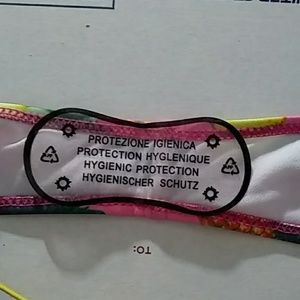 PROTEZIONE IGIENICA
PROTECTION HYGLENIQUE
HYGIENIC PROTECTION
HYGIENISCHER SCHUTZ
TO: